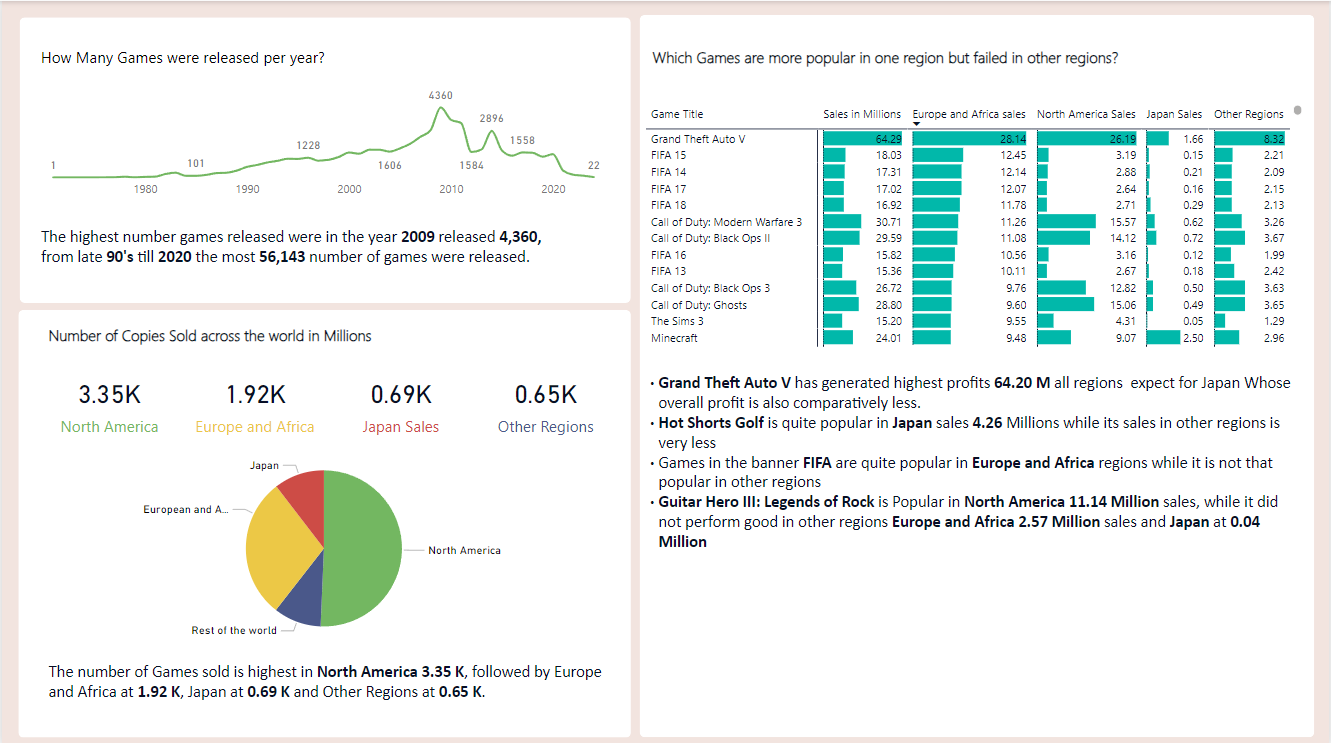 How Many Games were released per year?
4360
2896
1228
1558
101
1606
1584
1
22
1980
1990
2000
2010
2020
The highest number games released were in the year 2009 released 4,360,
from late 90's till 2020 the most 56,143 number of games were released.
Number of Copies Sold across the world in Millions
3.35K 1.92K 0.69K 0.65K
North America Europe and Africa Japan Sales Other Regions
Japan
European and A...
North America
Rest of the world
The number of Games sold is highest in North America 3.35 K, followed by Europe
and Africa at 1.92 K, Japan at 0.69 K and Other Regions at 0.65 K.
Which Games are more popular in one region but failed in other regions?
Game Title Sales in Millions Europe and Africa sales North America Sales Japan Sales Other Regions
Grand Theft Auto V 64.29 28.14 26.19 1.66 8.32
FIFA 15 18.03 12.45 3.19 0.15 2.21
FIFA 14 17.31 12.14 2.88 0.21 2.09
FIFA 17 17.02 12.07 2.64 0.16 2.15
FIFA 18 16.92 11.78 2.71 0.29 2.13
Call of Duty: Modern Warfare 3 30.71 11.26 15.57 0.62 3.26
Call of Duty: Black Ops II 29.59 11.08 14.12 0.72 3.67
FIFA 16 15.82 10.56 3.16 0.12 1.99
FIFA 13 15.36 10.11 2.67 0.18 2.42
Call of Duty: Black Ops 3 26.72 9.76 12.82 0.50 3.63
Call of Duty: Ghosts 28.80 9.60 15.06 0.49 3.65
The Sims 3 15.20 9.55 4.31 0.05 1.29
Minecraft 24.01 9.48 9.07 2.50 2.96
• Grand Theft Auto V has generated highest profits 64.20 M all regions expect for Japan Whose
overall profit is also comparatively less.
• Hot Shorts Golf is quite popular in Japan sales 4.26 Millions while its sales in other regions is
very less
• Games in the banner FIFA are quite popular in Europe and Africa regions while it is not that
popular in other regions
• Guitar Hero III: Legends of Rock is Popular in North America 11.14 Million sales, while it did
not perform good in other regions Europe and Africa 2.57 Million sales and Japan at 0.04
Million